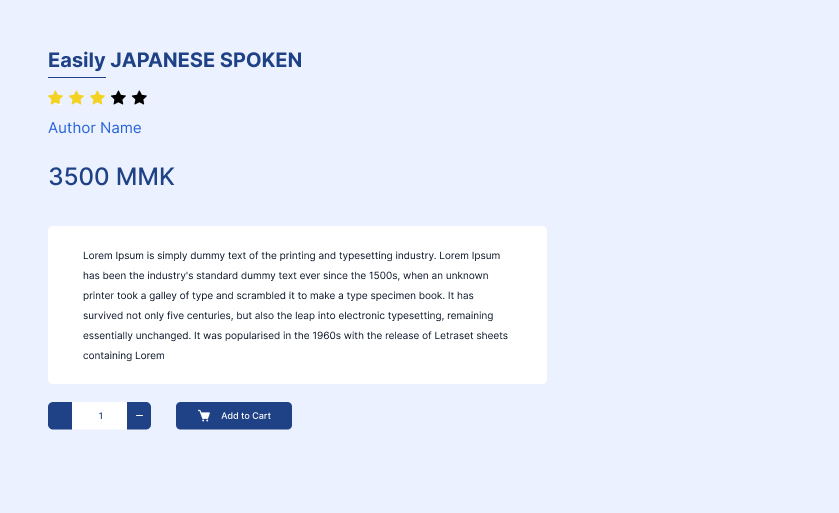 Easily JAPANESE SPOKEN
Author Name
3500 MMK
Lorem Ipsum is simply dummy text of the printing and typesetting industry. Lorem Ipsum
has been the industry's standard dummy text ever since the 1500s, when an unknown
printer took a galley of type and scrambled it to make a type specimen book. It has
survived not only five centuries, but also the leap into electronic typesetting, remaining
essentially unchanged. It was popularised in the 1960s with the release of Letraset sheets
containing Lorem
1 −
Add to Cart